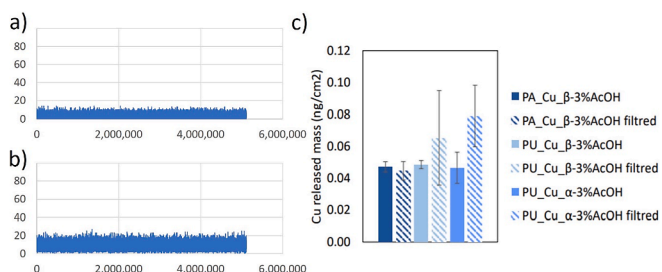 a)
100
80
60
40
20
0
0 2,000,000 4,000,000 6,000,000
b)
100
80
60
40
20
0
0 2,000,000 4,000,000 6,000,000
c)
Cu released mass (ng/cm2)
0.12
0.10
0.08
0.06
0.04
0.02
0.00
PA_Cu_β-3%AcOH
PA_Cu_β-3%AcOH filtred
PU_Cu_β-3%AcOH
PU_Cu_β-3%AcOH filtred
PU_Cu_α-3%AcOH
PU_Cu_α-3%AcOH filtred